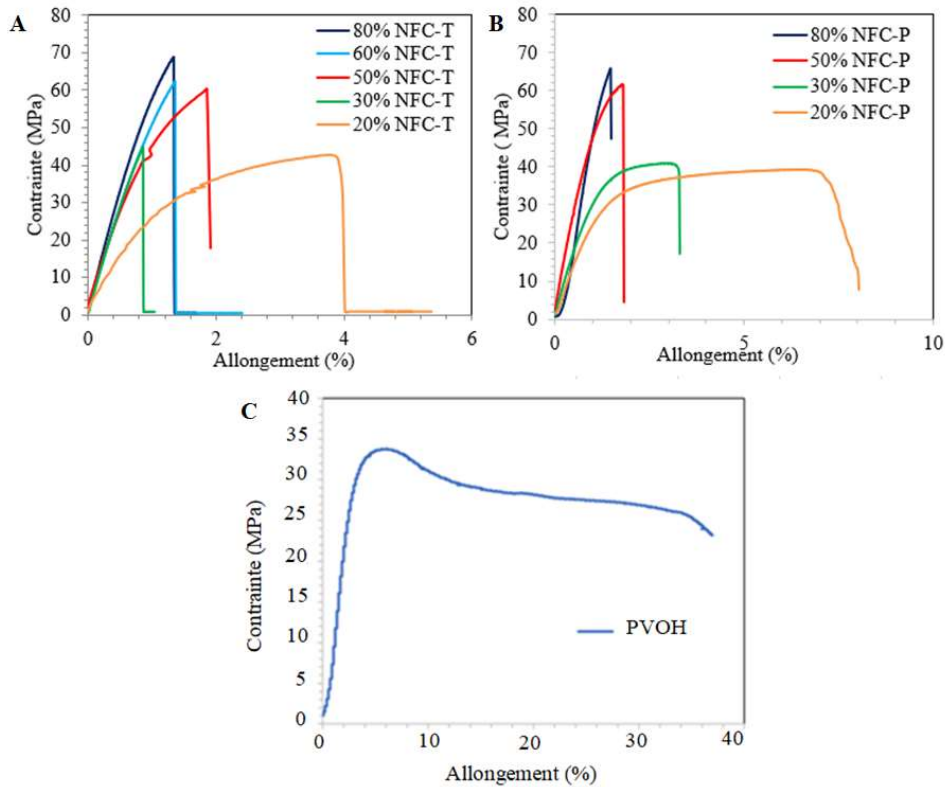 A
80
70
60
50
40
30
20
10
0
Contrainte (MPa)
80% NFC-T
60% NFC-T
50% NFC-T
30% NFC-T
20% NFC-T
0 2 4 6
Allongement (%)
B
80
70
60
50
40
30
20
10
0
Contrainte ( MPa)
80% NFC-P
50% NFC-P
30% NFC-P
20% NFC-P
0 5 10
Allongement (%)
C
40
35
30
25
20
15
10
5
0
Contrainte (MPa)
PVOH
0 10 20 30 40
Allongement (%)